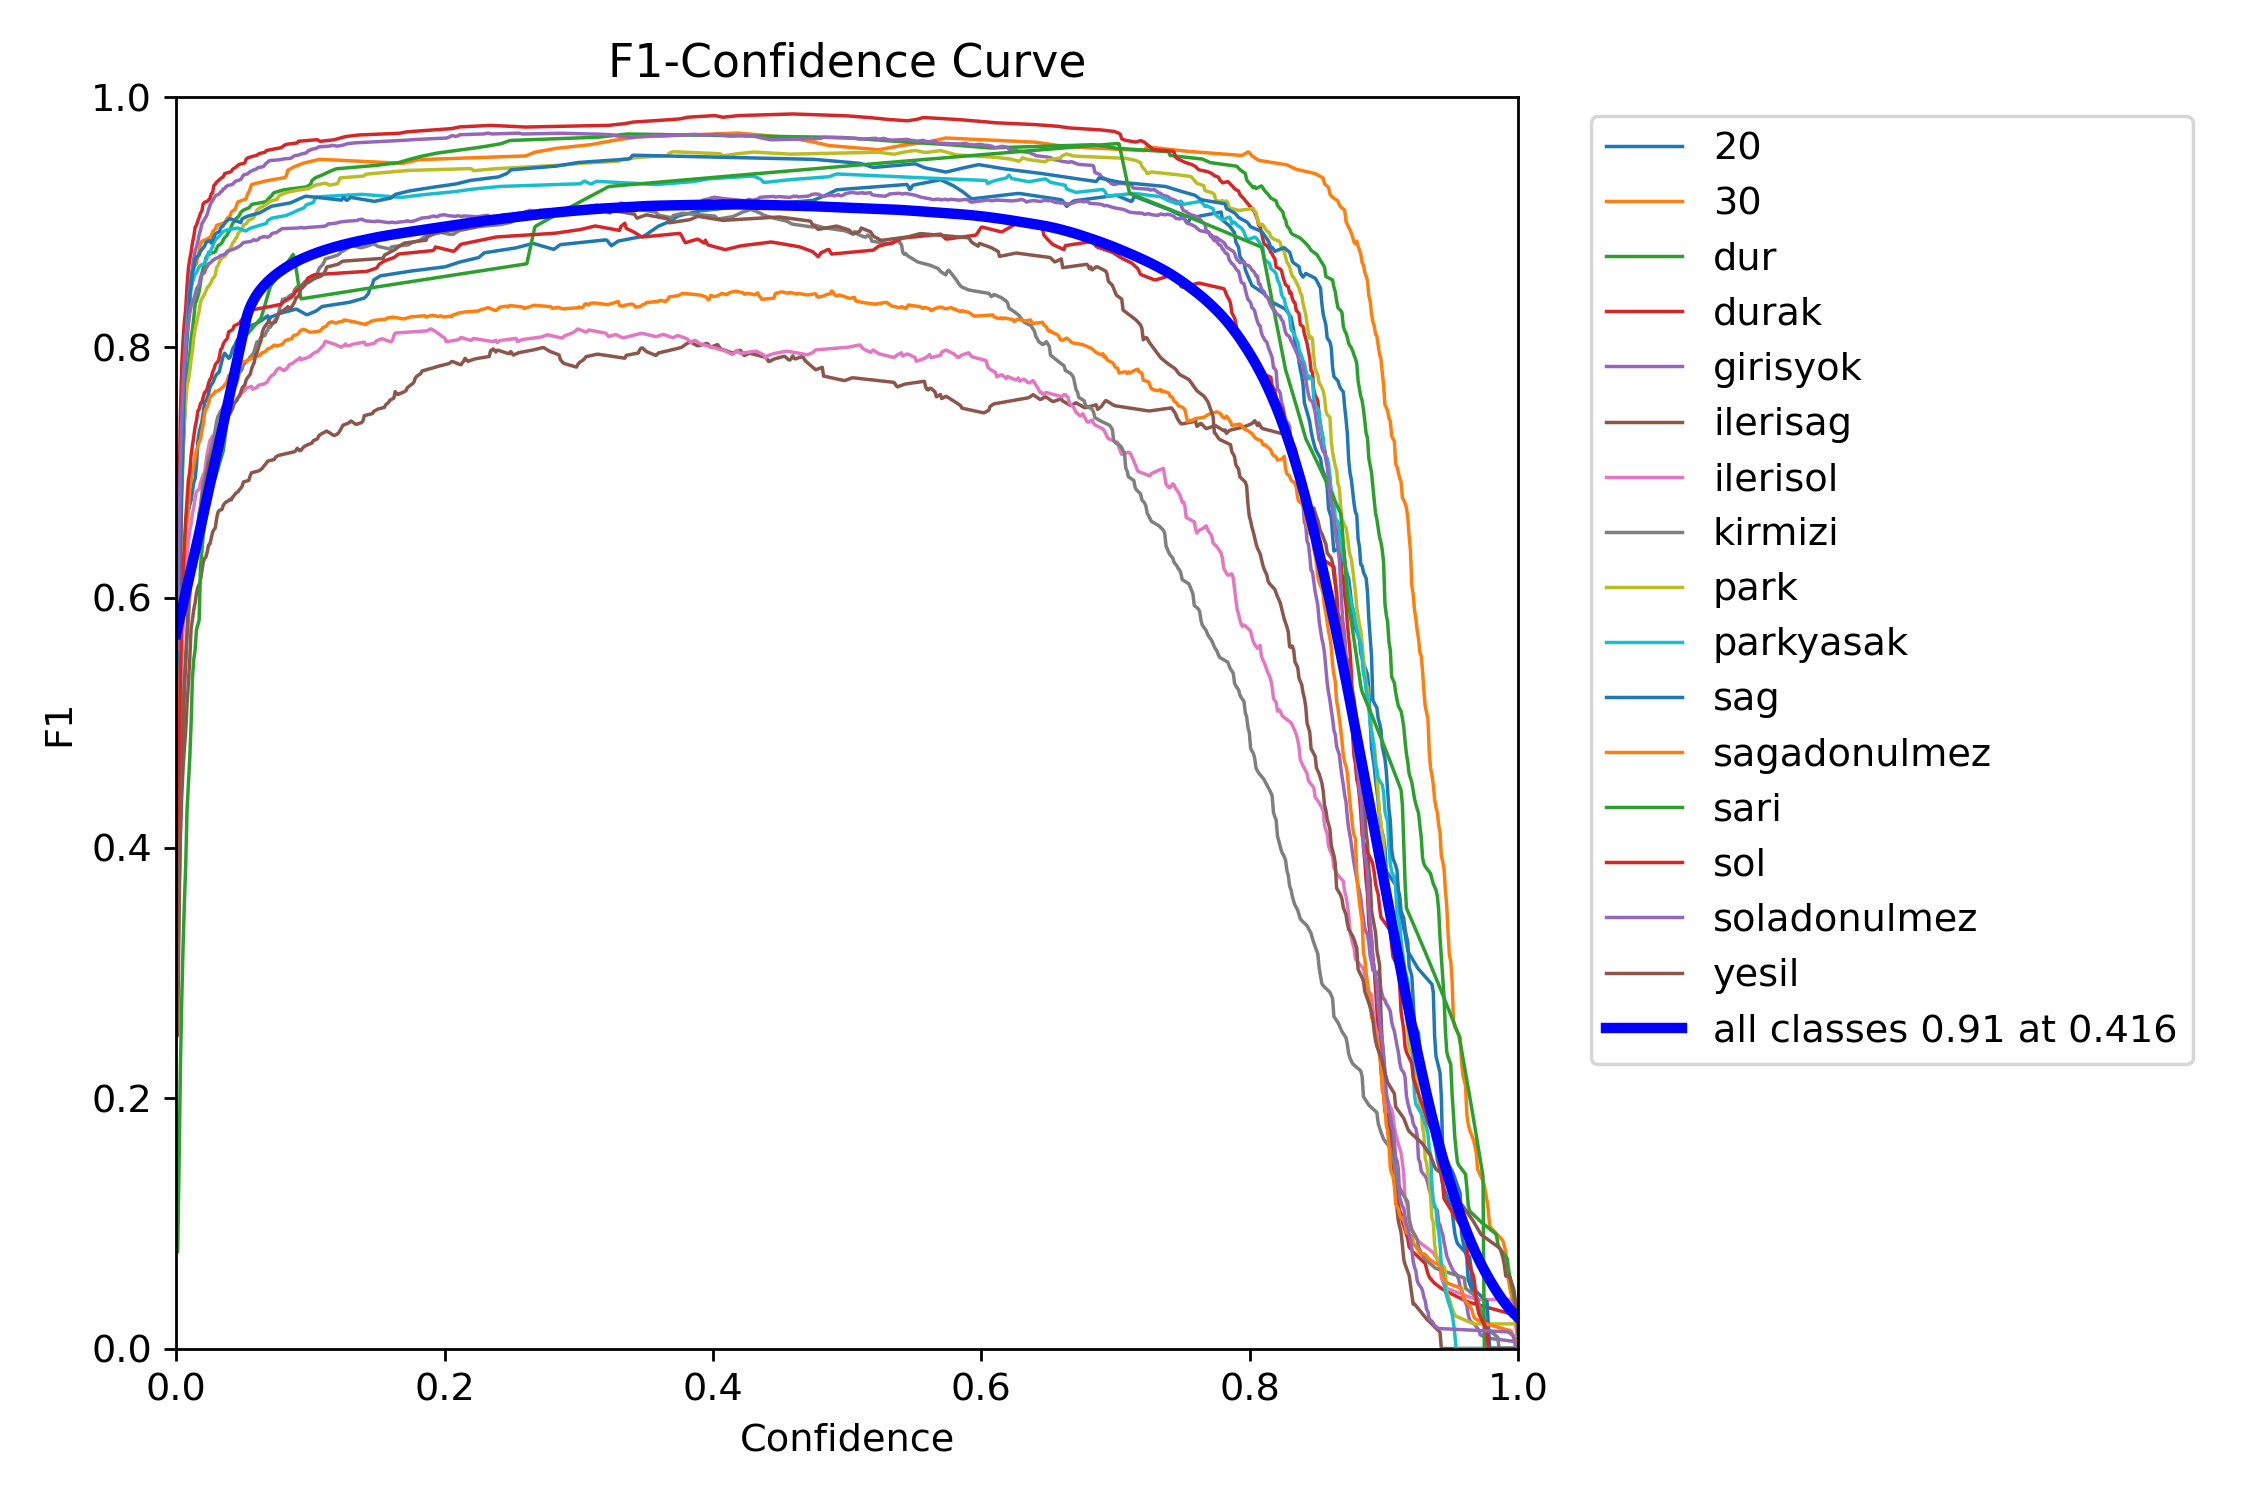 F1-Confidence Curve
1.0
0.8
0.6
0.4
0.2
0.0
F1
0.0 0.2 0.4 0.6 0.8 1.0
Confidence
20
30
dur
durak
girisyok
ilerisag
ilerisol
kirmizi
park
parkyasak
sag
sagadonulmez
sari
sol
soladonulmez
yesil
all classes 0.91 at 0.416